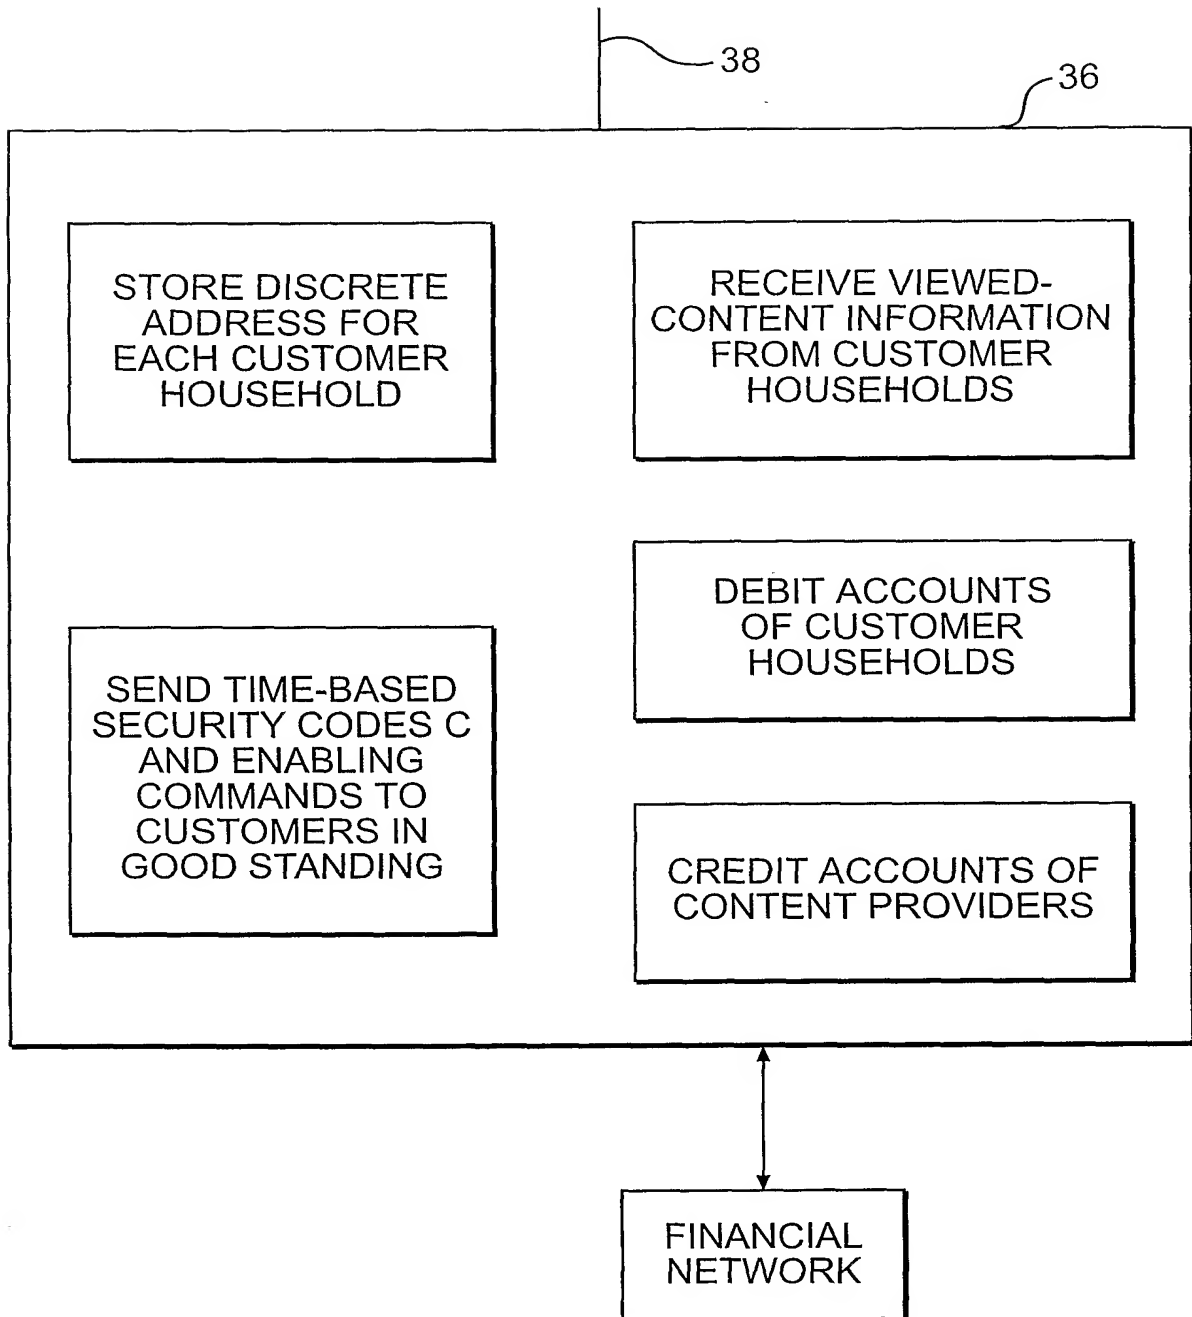 38
36
STORE DISCRETE
ADDRESS FOR
EACH CUSTOMER
HOUSEHOLD
RECEIVE VIEWED-
CONTENT INFORMATION
FROM CUSTOMER
HOUSEHOLDS
SEND TIME-BASED
SECURITY CODES C
AND ENABLING
COMMANDS TO
CUSTOMERS IN
GOOD STANDING
DEBIT ACCOUNTS
OF CUSTOMER
HOUSEHOLDS
CREDIT ACCOUNTS OF
CONTENT PROVIDERS
FINANCIAL
NETWORK